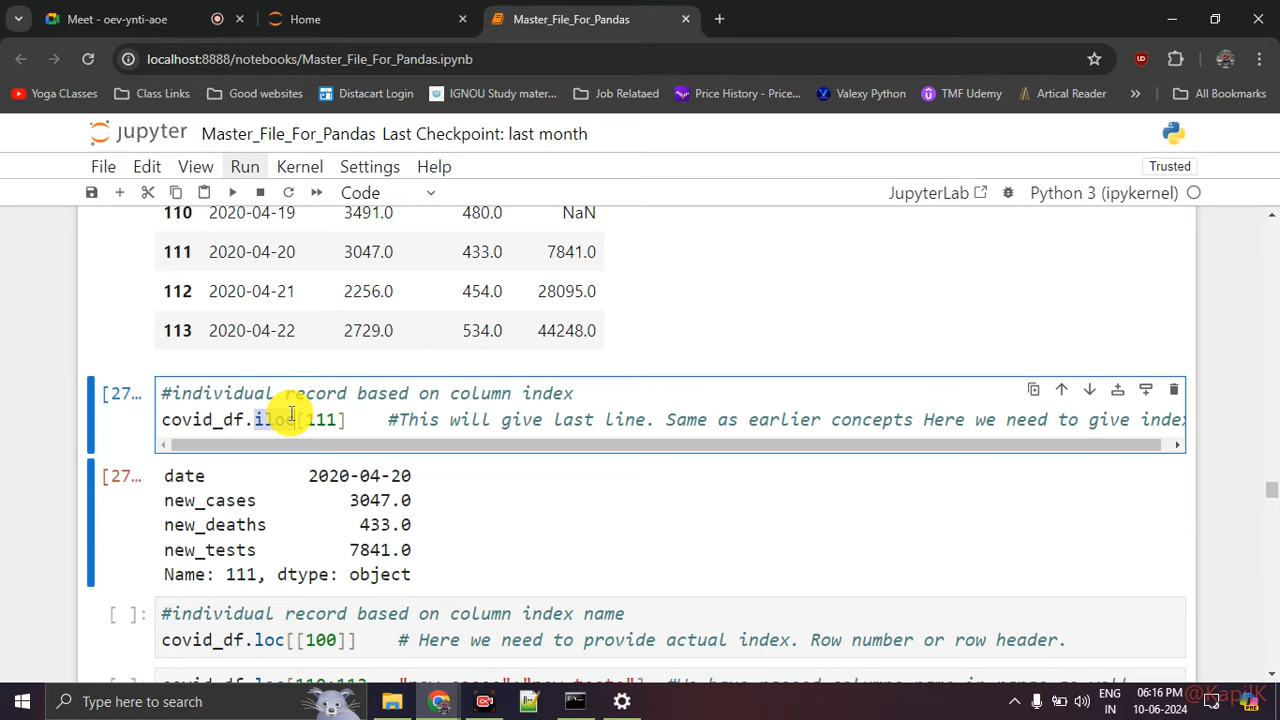 Meet - oev-ynti-aoe
Home
Master_File_For_Pandas
localhost:8888/notebooks/Master_File_For_Pandas.ipynb
Yoga CLasses
Class Links
Good websites
Distacart Login
IGNOU Study mater...
Job Relataed
Price History - Price...
Valexy Python
TMF Udemy
Artical Reader
All Bookmarks
jupyter Master_File_For_Pandas Last Checkpoint: last month
File Edit View Run Kernel Settings Help
Trusted
Code
JupyterLab
Python 3 (ipykernel)
110 2020-04-19 3491.0 480.0 NaN
111 2020-04-20 3047.0 433.0 7841.0
112 2020-04-21 2256.0 454.0 28095.0
113 2020-04-22 2729.0 534.0 44248.0
[27... #individual record based on column index
covid_df.iloc[111] #This will give last line. Same as earlier concepts Here we need to give index
[27... date 2020-04-20
new_cases 3047.0
new_deaths 433.0
new_tests 7841.0
Name: 111, dtype: object
[ ]: #individual record based on column index name
covid_df.loc[[100]] # Here we need to provide actual index. Row number or row header.
Type here to search
ENG
IN
06:16 PM
10-06-2024
@KapilK